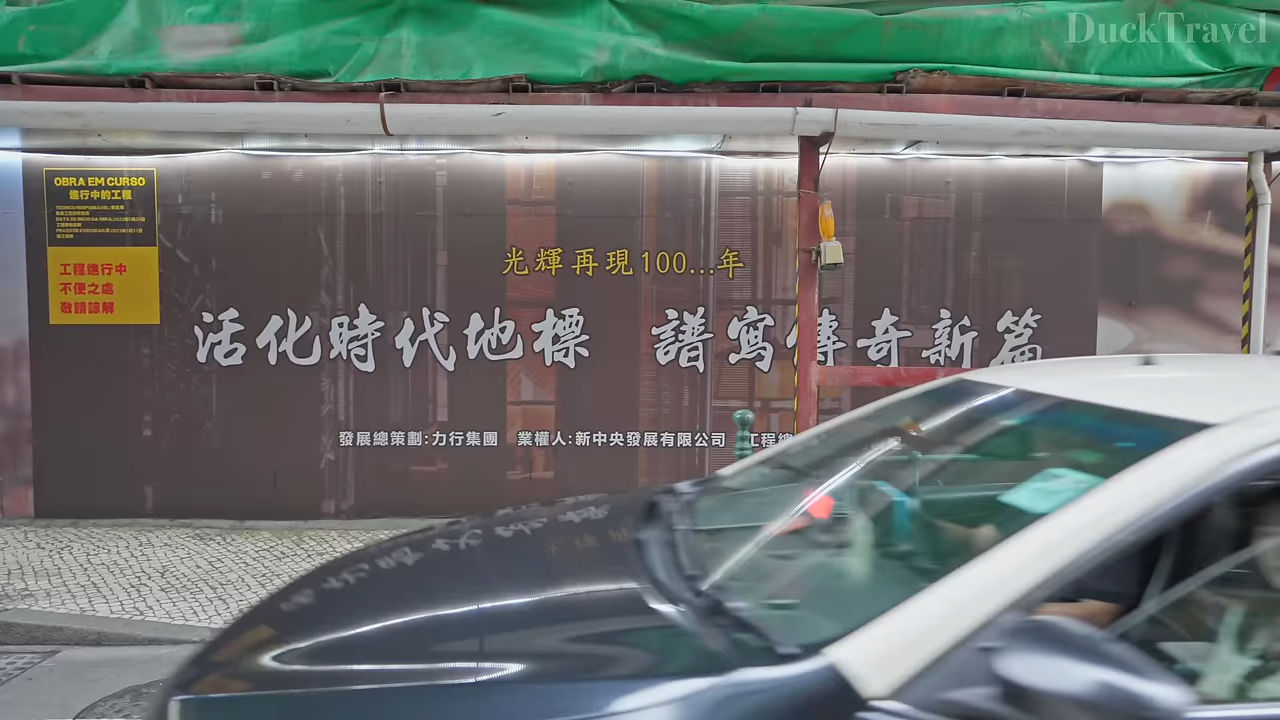 DuckTravel
OBRA EM CURSO
進行中的工程
工程進行中
不便之處
敬請諒解
光輝再現100...年
活化時代地標 譜寫傳奇新篇
發展總策劃:力行集團 業權人:新中央發展有限公司 工程總